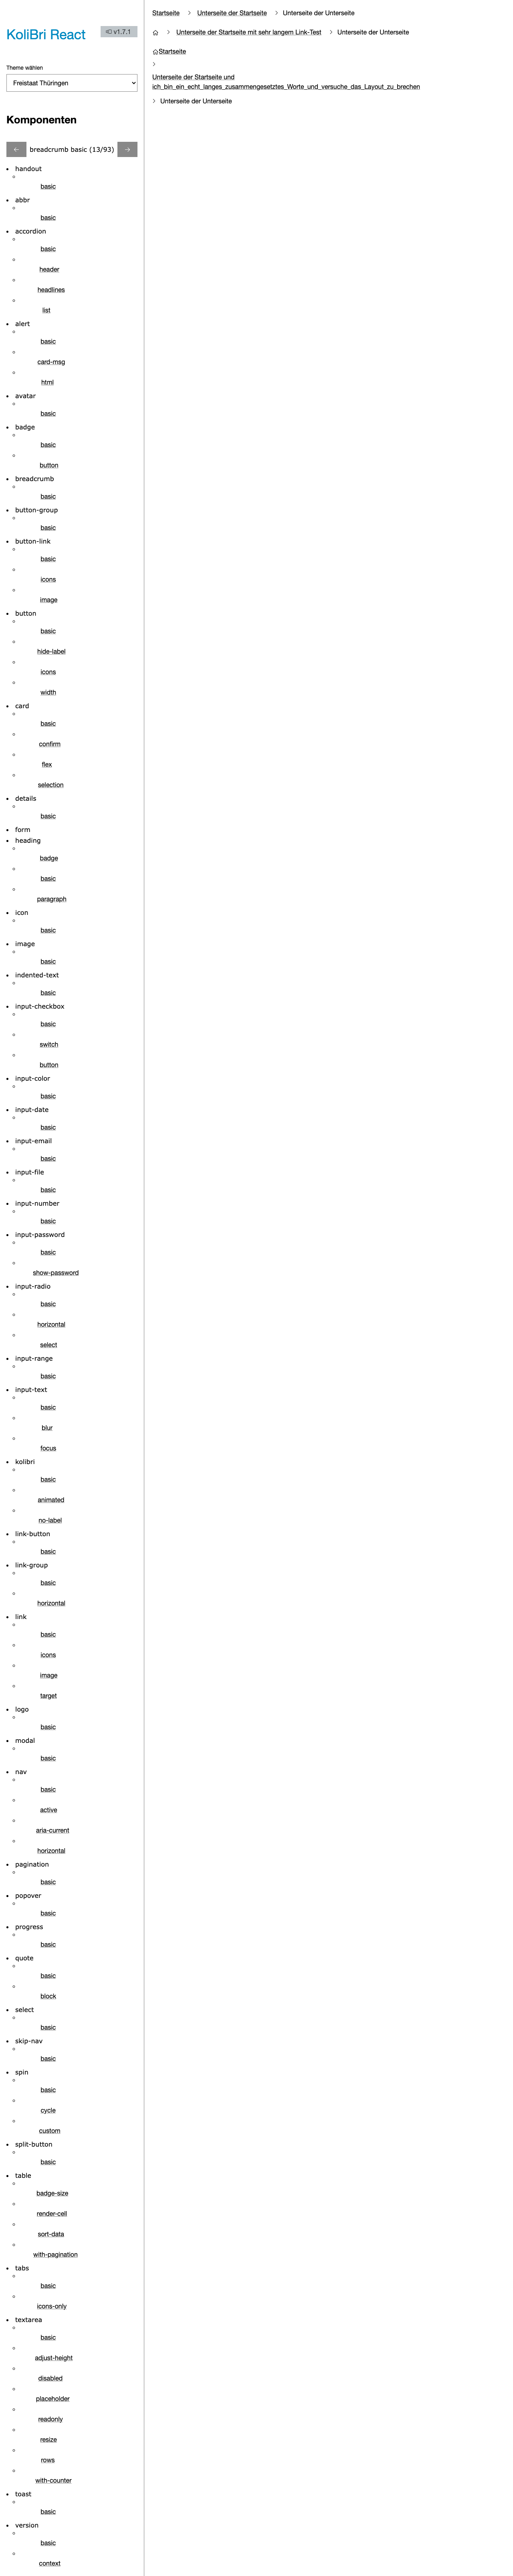 KoliBri React
v1.7.1
Theme wählen
Freistaat Thüringen
Komponenten
← breadcrumb basic (13/93) →
handout
basic
abbr
basic
accordion
basic
header
headlines
list
alert
basic
card-msg
html
avatar
basic
badge
basic
button
breadcrumb
basic
button-group
basic
button-link
basic
icons
image
button
basic
hide-label
icons
width
card
basic
confirm
flex
selection
details
basic
form
heading
badge
basic
paragraph
icon
basic
image
basic
indented-text
basic
input-checkbox
basic
switch
button
input-color
basic
input-date
basic
input-email
basic
input-file
basic
input-number
basic
input-password
basic
show-password
input-radio
basic
horizontal
select
input-range
basic
input-text
basic
blur
focus
kolibri
basic
animated
no-label
link-button
basic
link-group
basic
horizontal
link
basic
icons
image
target
logo
basic
modal
basic
nav
basic
active
aria-current
horizontal
pagination
basic
popover
basic
progress
basic
quote
basic
block
select
basic
skip-nav
basic
spin
basic
cycle
custom
split-button
basic
table
badge-size
render-cell
sort-data
with-pagination
tabs
basic
icons-only
textarea
basic
adjust-height
disabled
placeholder
readonly
resize
rows
with-counter
toast
basic
version
basic
context
Startseite > Unterseite der Startseite > Unterseite der Unterseite
> Unterseite der Startseite mit sehr langem Link-Test > Unterseite der Unterseite
Startseite
>
Unterseite der Startseite und
ich_bin_ein_echt_langes_zusammengesetztes_Worte_und_versuche_das_Layout_zu_brechen
> Unterseite der Unterseite